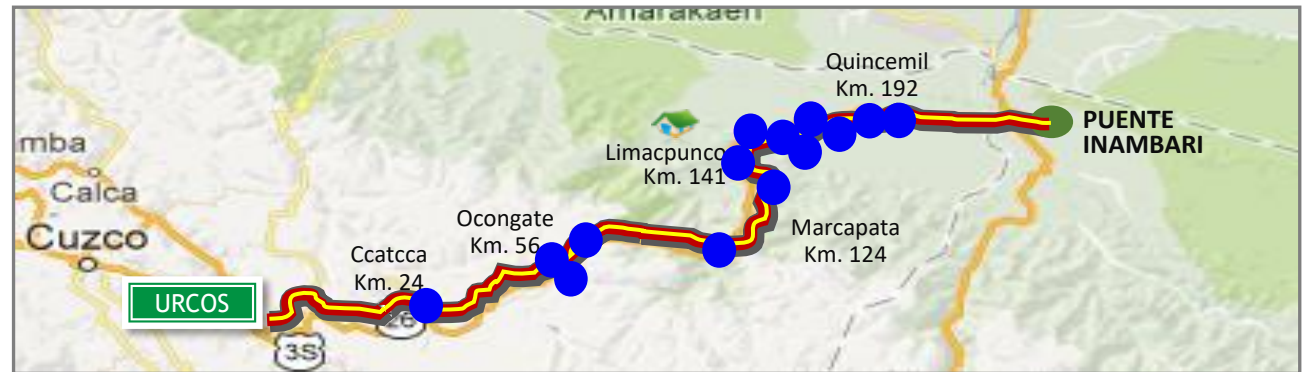 Amarakaeri
Quincemil
Km. 192
PUENTE
INAMBARI
mba
Limacpunco
Km. 141
Calca
Ocongate
Km. 56
Marcapata
Km. 124
Cuzco
Ccatcca
Km. 24
URCOS
26
3S